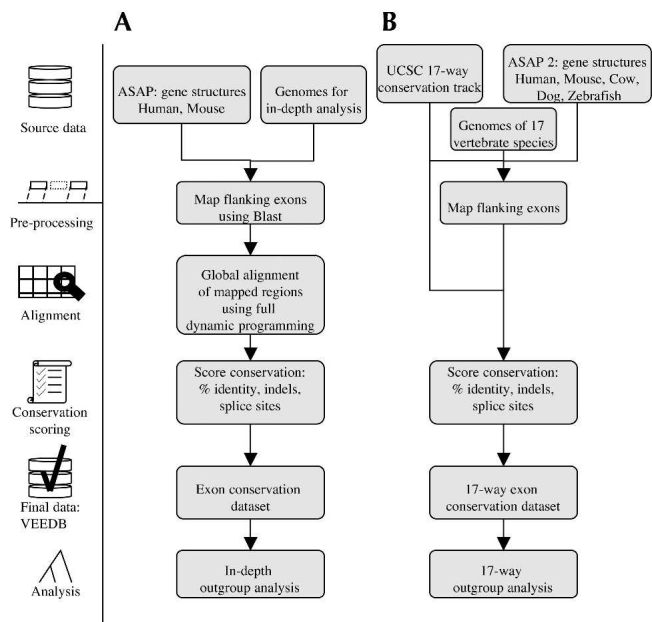 A
B
Source data
ASAP: gene structures
Human, Mouse
Genomes for
in-depth analysis
UCSC 17-way
conservation track
ASAP 2: gene structures
Human, Mouse, Cow,
Dog, Zebrafish
Genomes of 17
vertebrate species
Pre-processing
Map flanking exons
using Blast
Map flanking exons
Alignment
Global alignment
of mapped regions
using full
dynamic programming
Conservation
scoring
Score conservation:
% identity, indels,
splice sites
Score conservation:
% identity, indels,
splice sites
Final data:
VEEDB
Exon conservation
dataset
17-way exon
conservation dataset
Analysis
In-depth
outgroup analysis
17-way
outgroup analysis